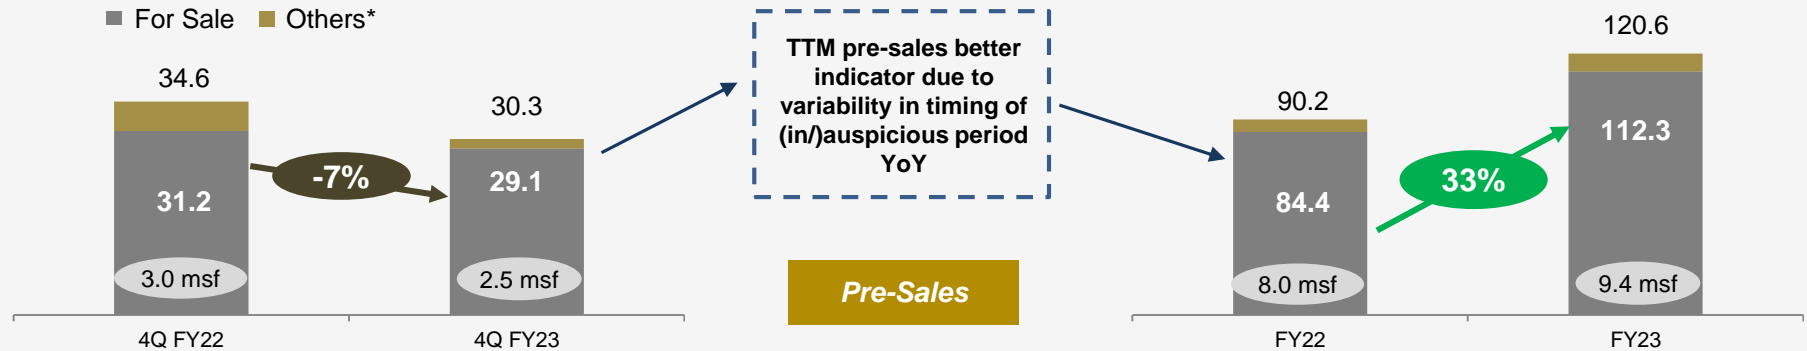 For Sale
Others*
34.6
30.3
-7%
31.2
29.1
3.0 msf
2.5 msf
4Q FY22
4Q FY23
TTM pre-sales better
indicator due to
variability in timing of
(in/)auspicious period
YoY
Pre-Sales
90.2
120.6
33%
84.4
112.3
8.0 msf
9.4 msf
FY22
FY23